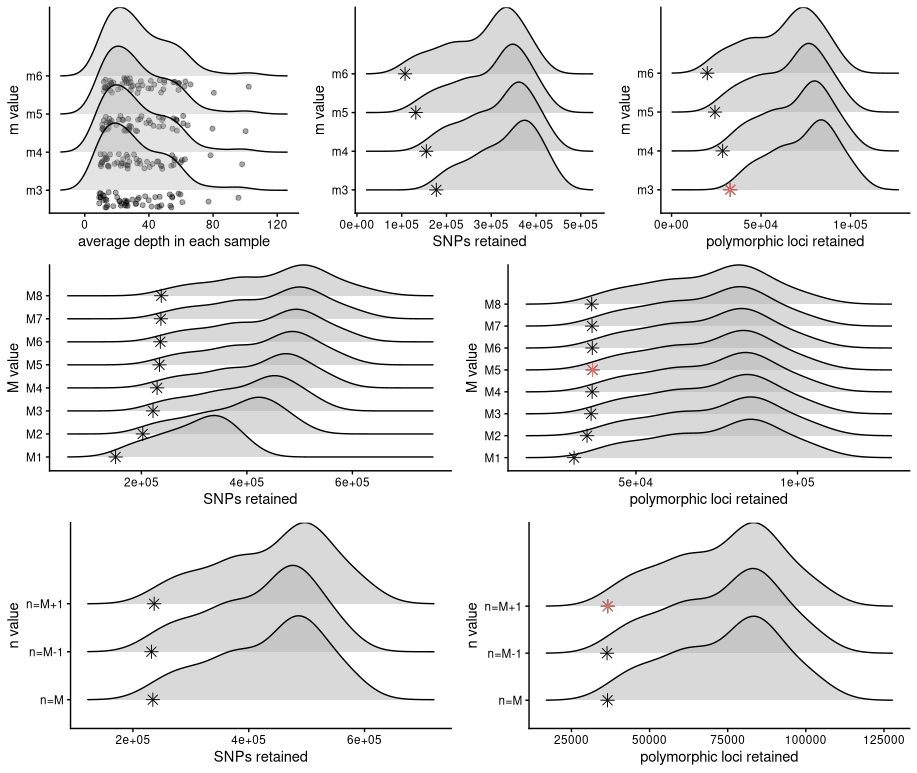 m value
m6
m5
m4
m3
0 40 80 120
average depth in each sample
m value
m6
m5
m4
m3
0e+00 1e+05 2e+05 3e+05 4e+05 5e+05
SNPs retained
m value
m6
m5
m4
m3
0e+00 5e+04 1e+05
polymorphic loci retained
M value
M8
M7
M6
M5
M4
M3
M2
M1
2e+05 4e+05 6e+05
SNPs retained
M value
M8
M7
M6
M5
M4
M3
M2
M1
5e+04 1e+05
polymorphic loci retained
n value
n=M+1
n=M-1
n=M
2e+05 4e+05 6e+05
SNPs retained
n value
n=M+1
n=M-1
n=M
25000 50000 75000 100000 125000
polymorphic loci retained